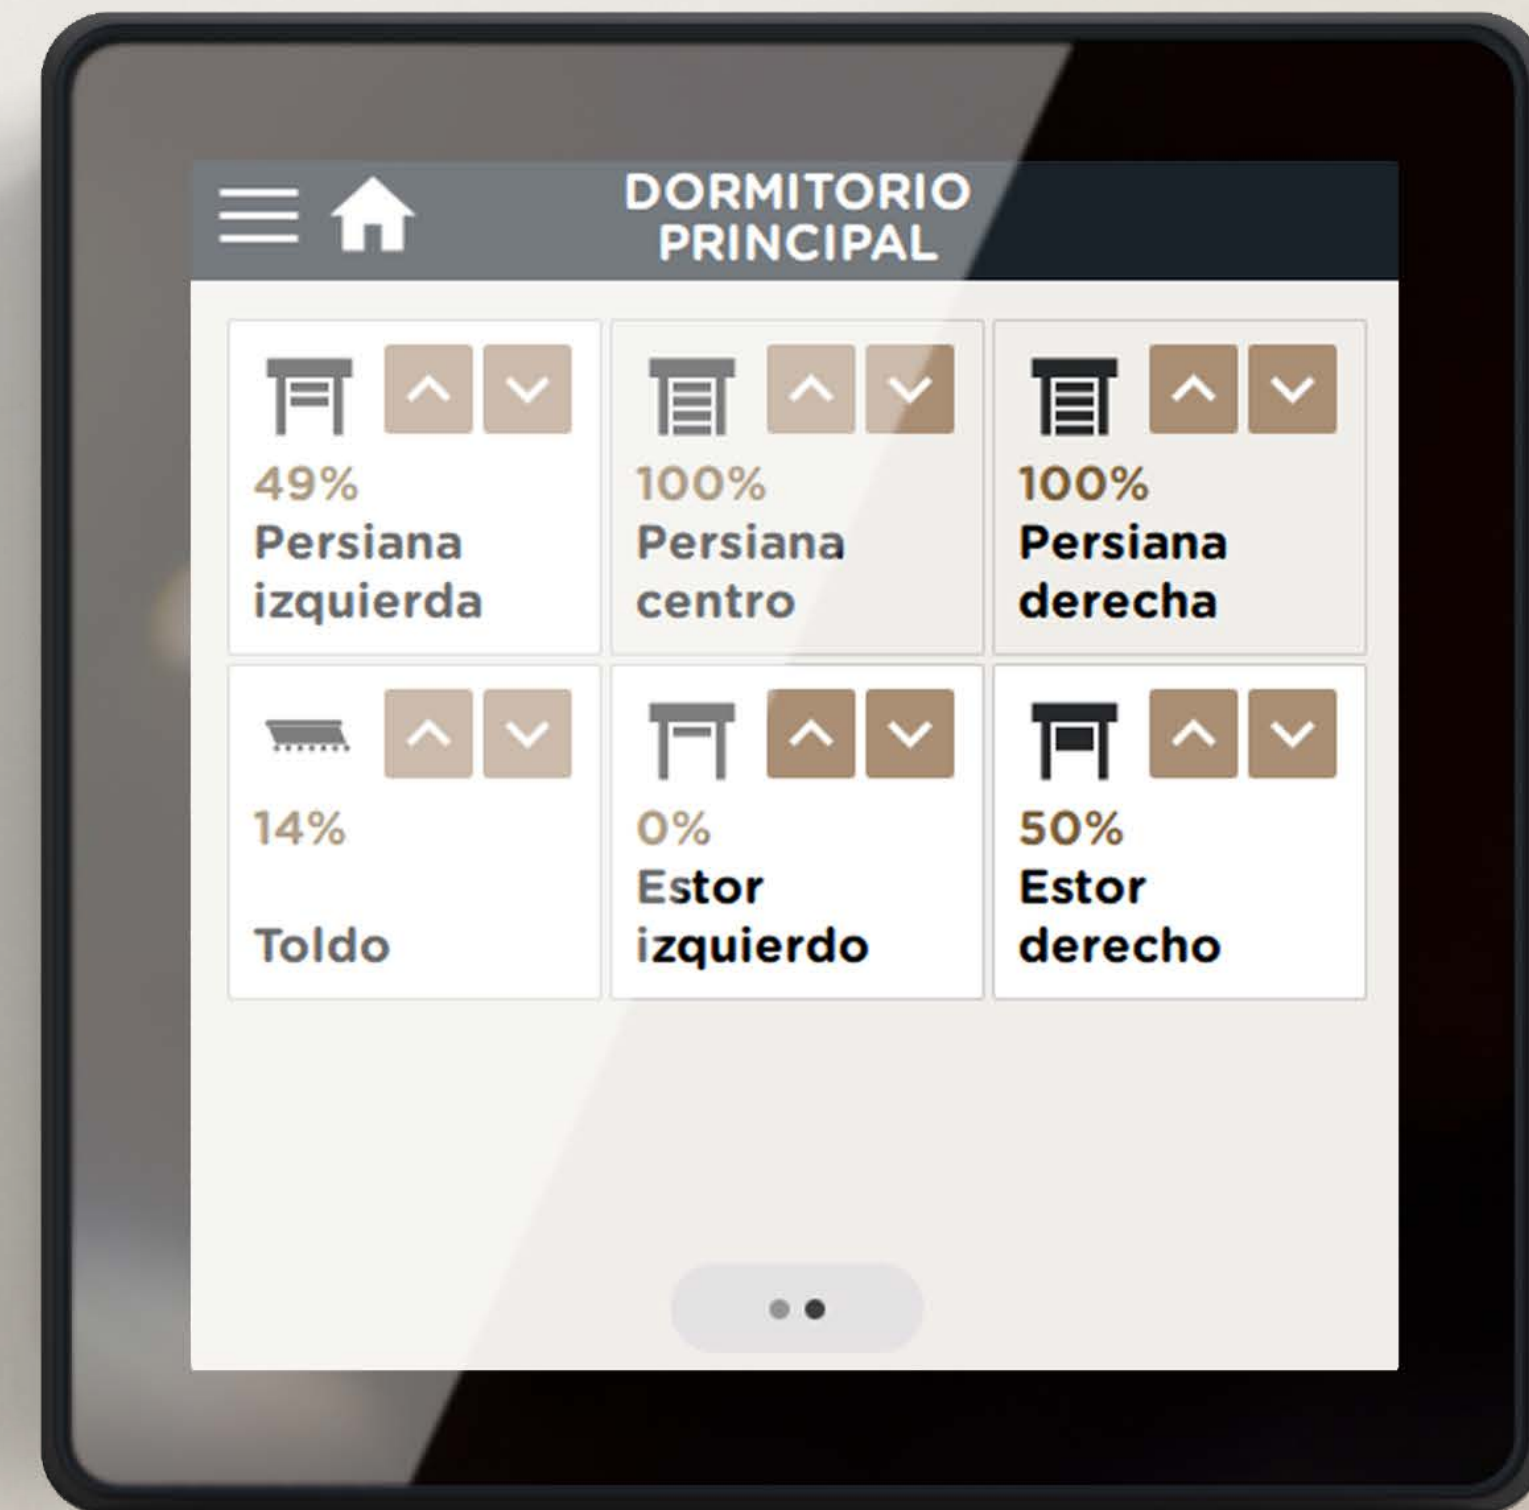 DORMITORIO
PRINCIPAL
49%
Persiana
izquierda
100%
Persiana
centro
100%
Persiana
derecha
14%
Toldo
0%
Estor
izquierdo
50%
Estor
derecho